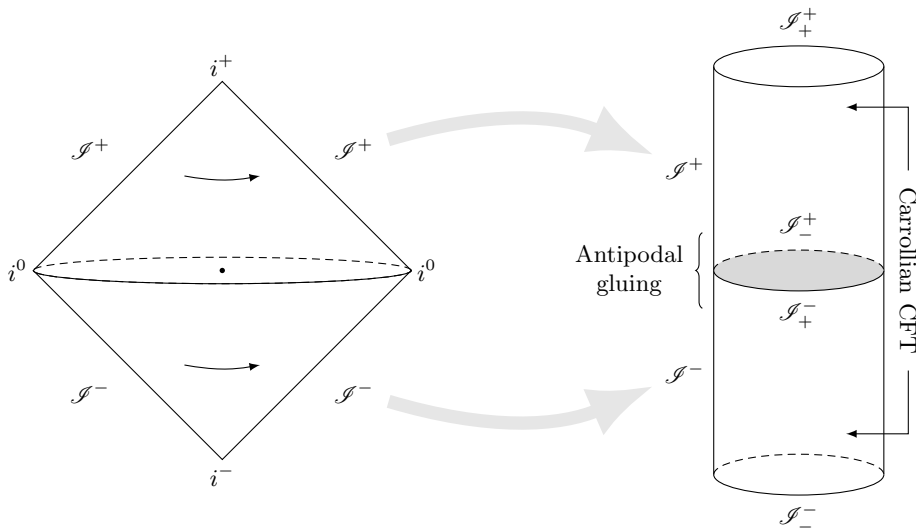 i⁺
𝒥⁺
𝒥⁺
i⁰
i⁰
𝒥⁻
𝒥⁻
i⁻
𝒥₊⁺
𝒥⁺
𝒥₋⁺
Antipodal
gluing
𝒥₊⁻
𝒥⁻
𝒥₋⁻
Carrollian CFT